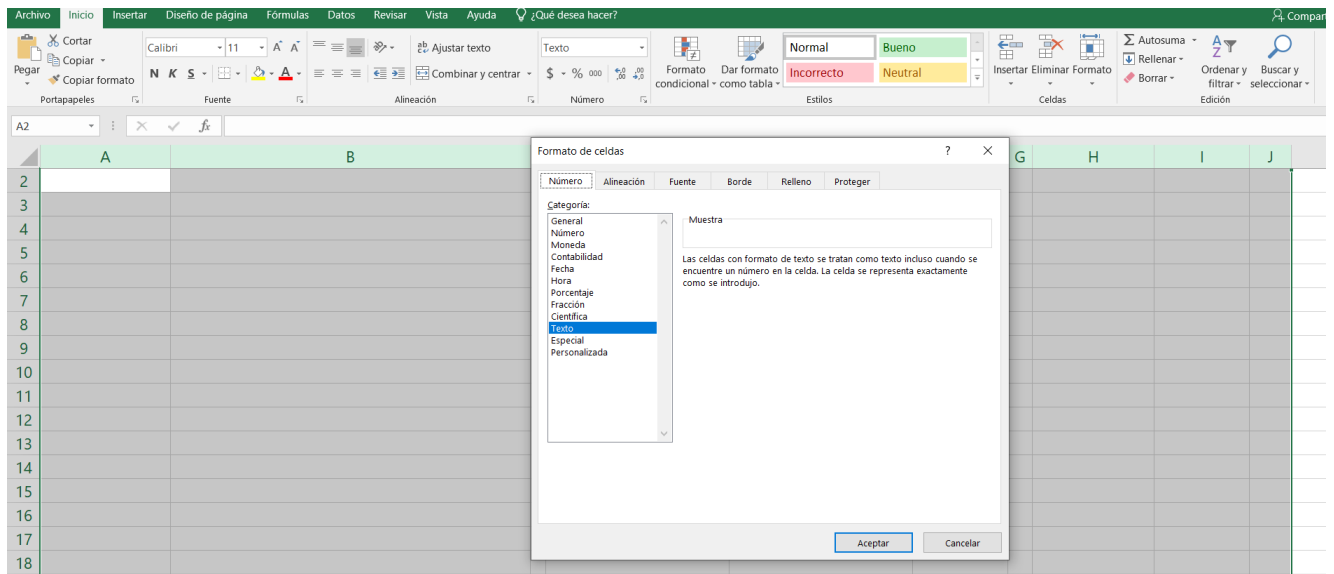 Archivo Inicio Insertar Diseño de página Fórmulas Datos Revisar Vista Ayuda ¿Qué desea hacer? Compart
Pegar
Cortar
Copiar
Copiar formato
Portapapeles
Calibri 11 A A
N K S A
Fuente
ab Ajustar texto
Combinar y centrar
Alineación
Texto
$ % 000 ,00 ,00
Número
Formato condicional
Dar formato como tabla
Normal Bueno
Incorrecto Neutral
Estilos
Insertar Eliminar Formato
Celdas
Σ Autosuma
Rellenar
Borrar
Ordenar y filtrar
Buscar y seleccionar
Edición
A2 fx
A B G H I J
2
3
4
5
6
7
8
9
10
11
12
13
14
15
16
17
18
Formato de celdas ? ×
Número Alineación Fuente Borde Relleno Proteger
Categoría:
General
Número
Moneda
Contabilidad
Fecha
Hora
Porcentaje
Fracción
Científica
Texto
Especial
Personalizada
Muestra
Las celdas con formato de texto se tratan como texto incluso cuando se
encuentre un número en la celda. La celda se representa exactamente
como se introdujo.
Aceptar Cancelar